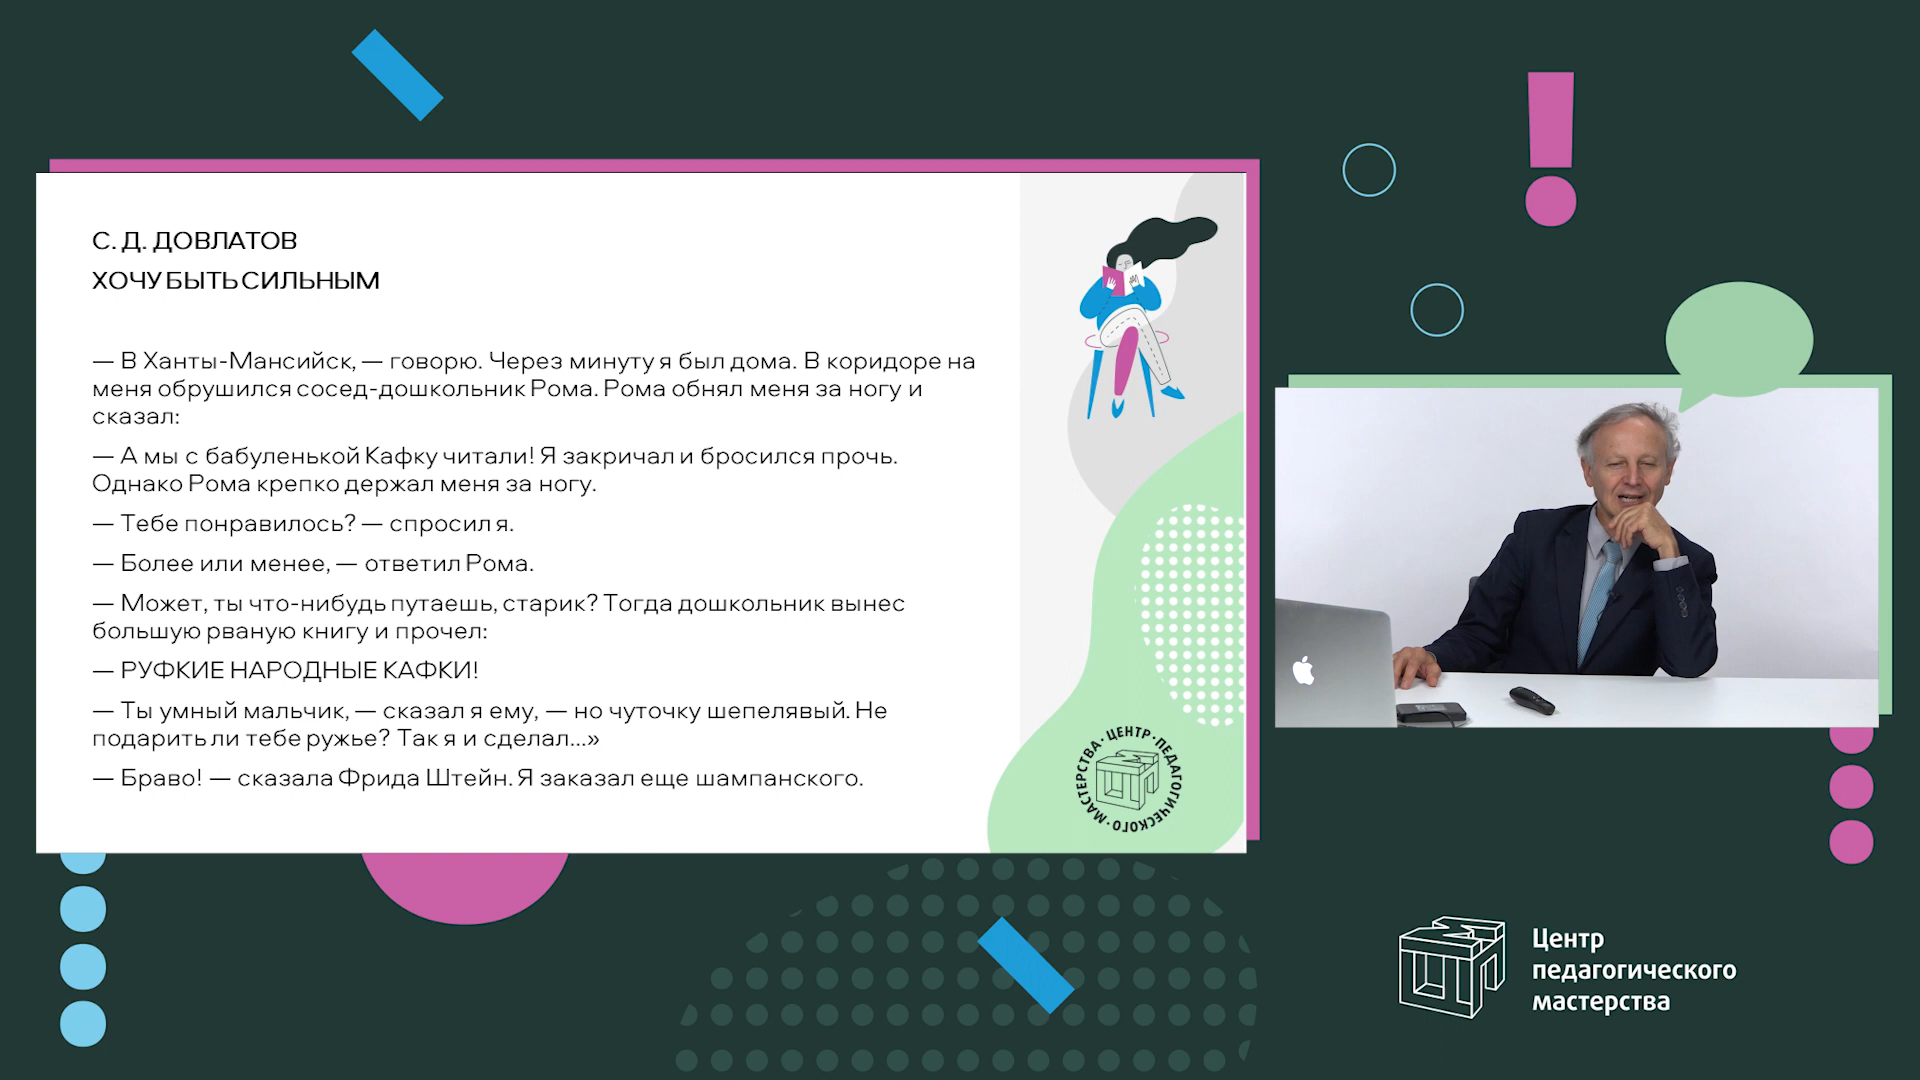 С. Д. ДОВЛАТОВ
ХОЧУ БЫТЬ СИЛЬНЫМ
— В Ханты-Мансийск, — говорю. Через минуту я был дома. В коридоре на
меня обрушился сосед-дошкольник Рома. Рома обнял меня за ногу и
сказал:
— А мы с бабуленькой Кафку читали! Я закричал и бросился прочь.
Однако Рома крепко держал меня за ногу.
— Тебе понравилось? — спросил я.
— Более или менее, — ответил Рома.
— Может, ты что-нибудь путаешь, старик? Тогда дошкольник вынес
большую рваную книгу и прочел:
— РУФКИЕ НАРОДНЫЕ КАФКИ!
— Ты умный мальчик, — сказал я ему, — но чуточку шепелявый. Не
подарить ли тебе ружье? Так я и сделал...»
— Браво! — сказала Фрида Штейн. Я заказал еще шампанского.
ЦЕНТР·ПЕДАГОГИЧЕСКОГО·МАСТЕРСТВА·
Центр
педагогического
мастерства